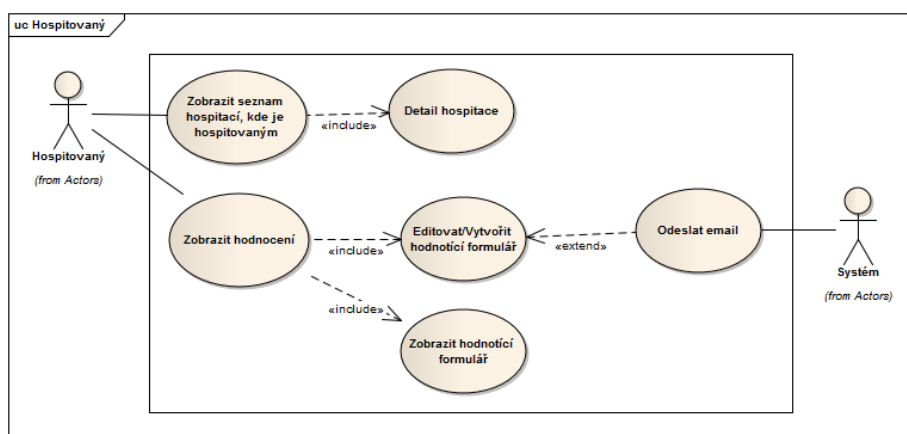 uc Hospitovaný
Hospitovaný
(from Actors)
Zobrazit seznam
hospitací, kde je
hospitovaným
«include»
Detail hospitace
Zobrazit hodnocení
«include»
Editovat/Vytvořit
hodnotící formulář
«extend»
Odeslat email
Systém
(from Actors)
«include»
Zobrazit hodnotící
formulář